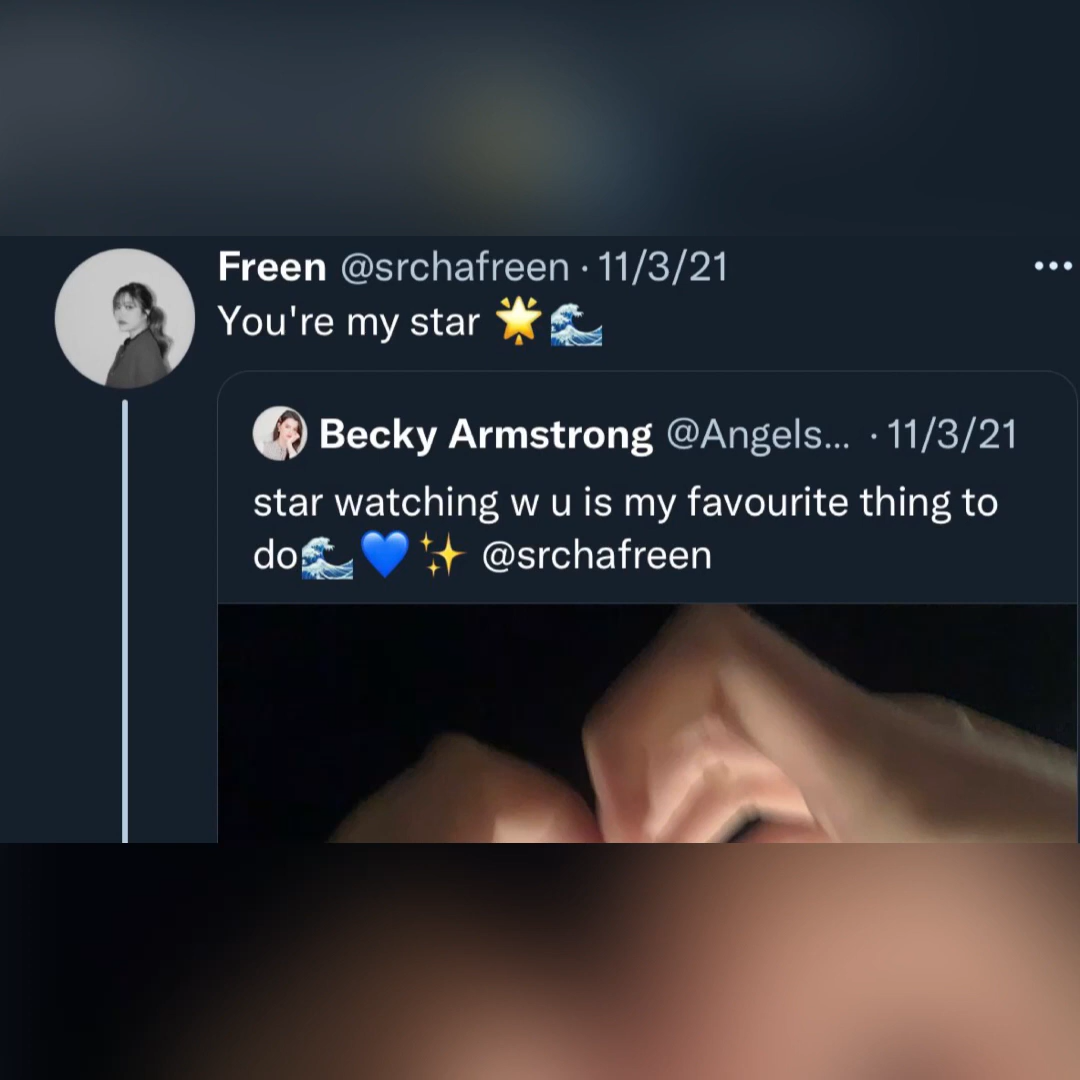 Freen @srchafreen · 11/3/21
You're my star 🌟🌊
Becky Armstrong @Angels... · 11/3/21
star watching w u is my favourite thing to
do🌊💙✨ @srchafreen